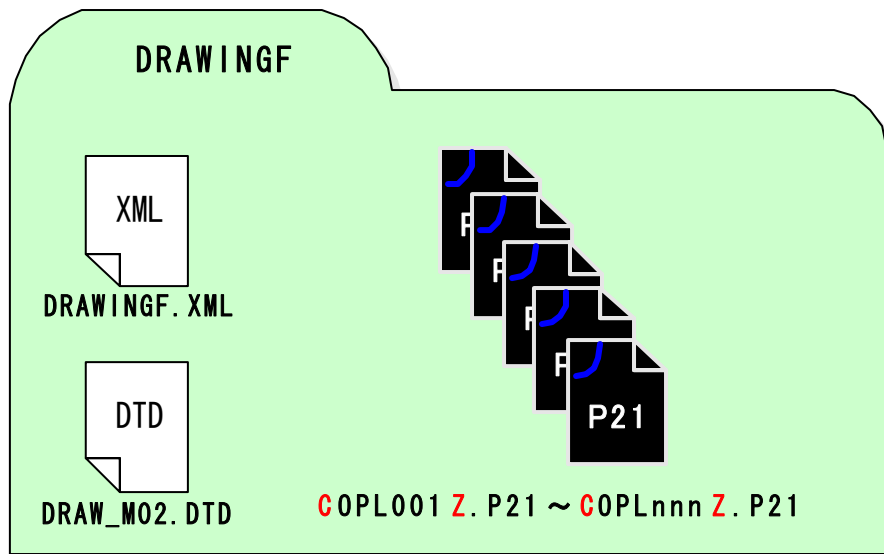 DRAWINGF
XML
DRAWINGF.XML
DTD
DRAW_M02.DTD
P
P
P
P
P21
C0PL001Z.P21～C0PLnnnZ.P21